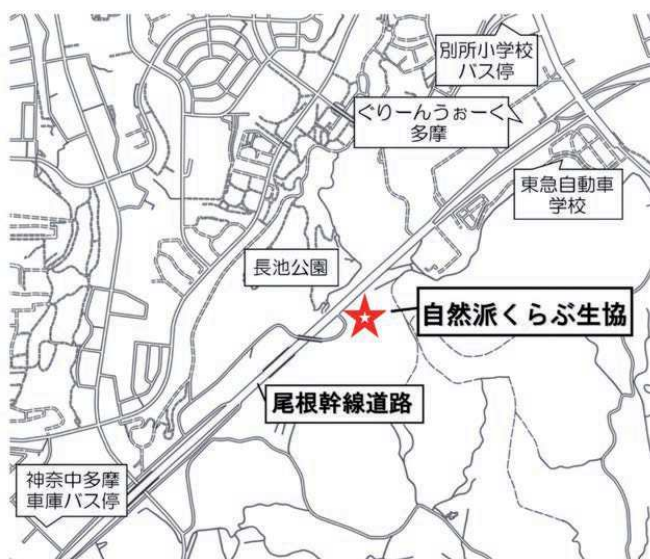 別所小学校
バス停
ぐりーんうぉーく
多摩
東急自動車
学校
長池公園
自然派くらぶ生協
尾根幹線道路
神奈中多摩
車庫バス停